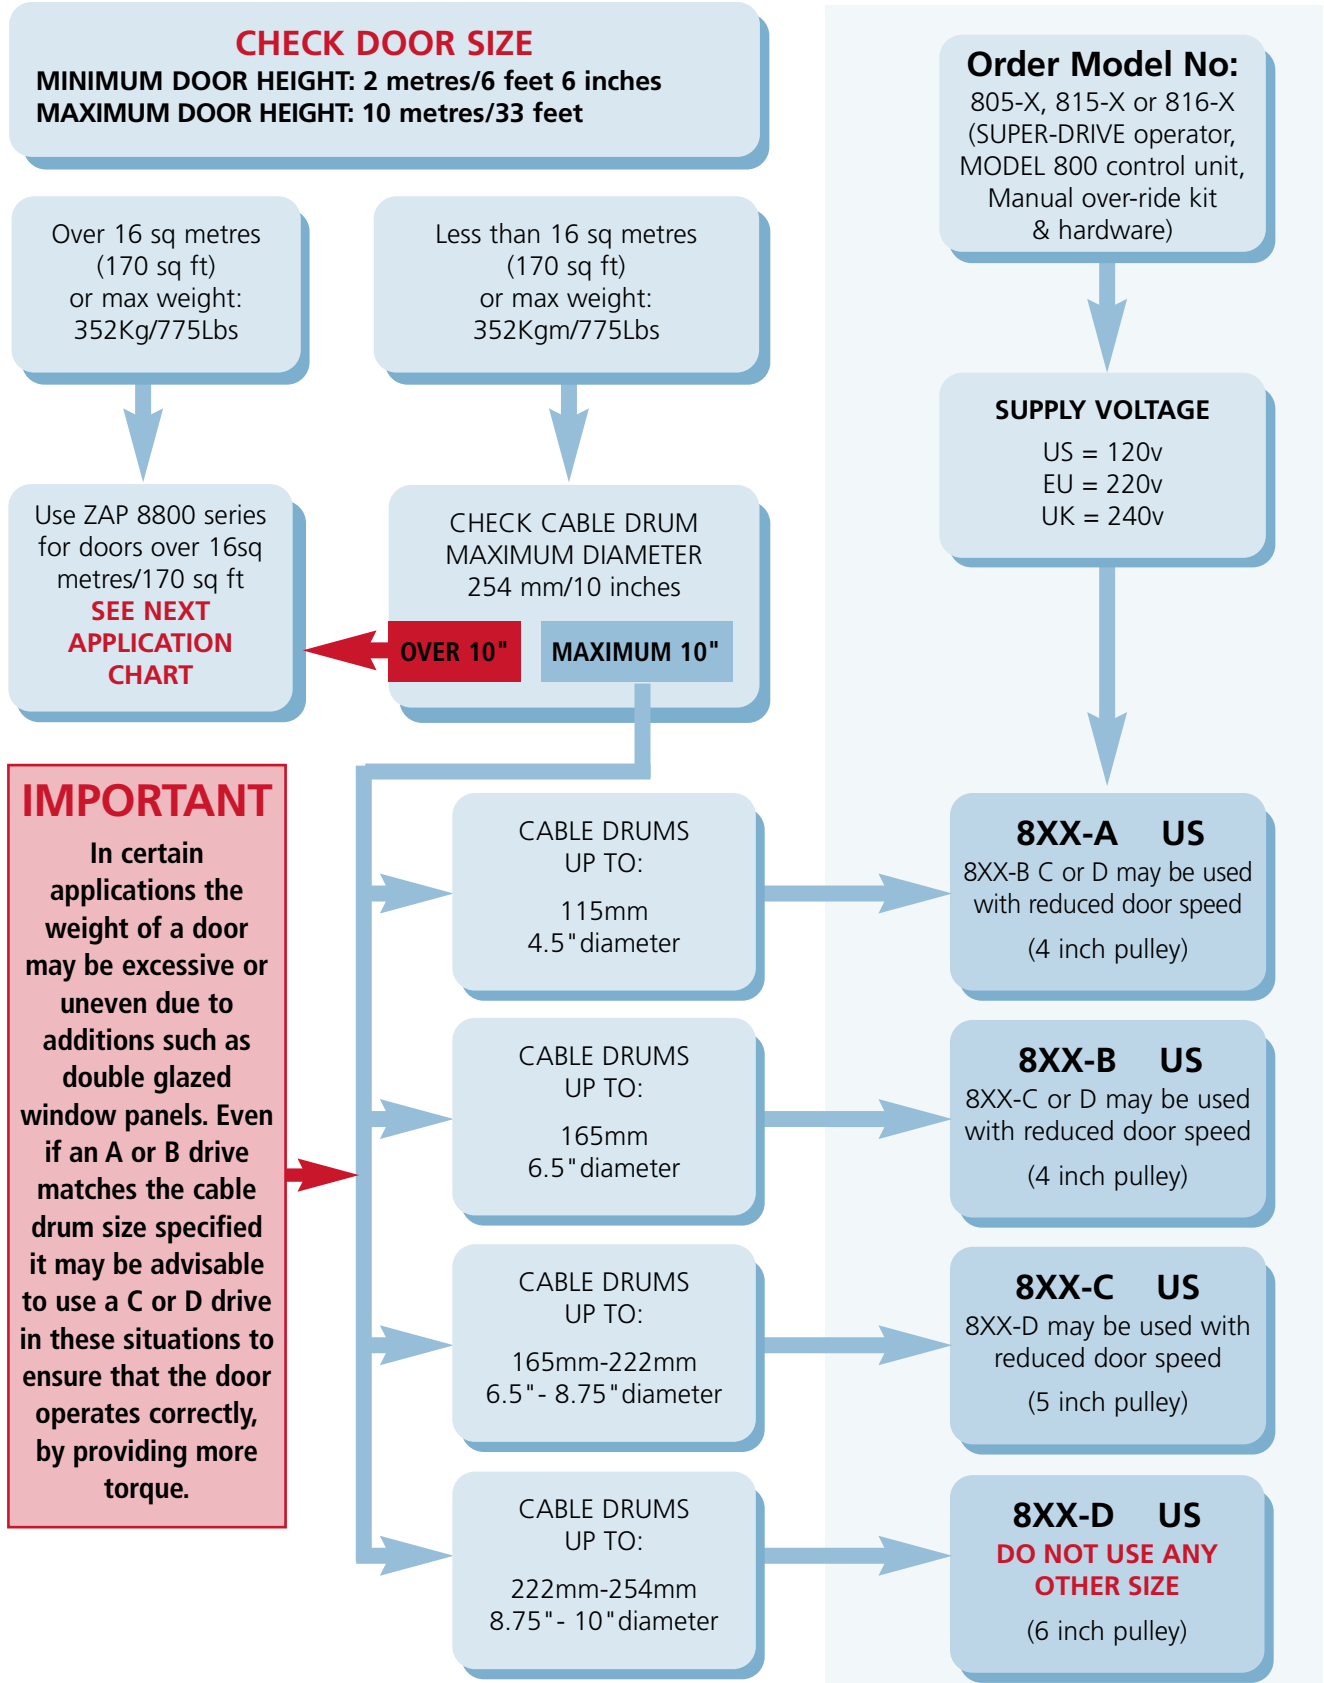 CHECK DOOR SIZE
MINIMUM DOOR HEIGHT: 2 metres/6 feet 6 inches
MAXIMUM DOOR HEIGHT: 10 metres/33 feet
Over 16 sq metres
(170 sq ft)
or max weight:
352Kg/775Lbs
Less than 16 sq metres
(170 sq ft)
or max weight:
352Kgm/775Lbs
Use ZAP 8800 series
for doors over 16sq
metres/170 sq ft
SEE NEXT
APPLICATION
CHART
CHECK CABLE DRUM
MAXIMUM DIAMETER
254 mm/10 inches
OVER 10"
MAXIMUM 10"
IMPORTANT
In certain
applications the
weight of a door
may be excessive or
uneven due to
additions such as
double glazed
window panels. Even
if an A or B drive
matches the cable
drum size specified
it may be advisable
to use a C or D drive
in these situations to
ensure that the door
operates correctly,
by providing more
torque.
CABLE DRUMS
UP TO:
115mm
4.5"diameter
CABLE DRUMS
UP TO:
165mm
6.5"diameter
CABLE DRUMS
UP TO:
165mm-222mm
6.5"- 8.75"diameter
CABLE DRUMS
UP TO:
222mm-254mm
8.75"- 10"diameter
Order Model No:
805-X, 815-X or 816-X
(SUPER-DRIVE operator,
MODEL 800 control unit,
Manual over-ride kit
& hardware)
SUPPLY VOLTAGE
US = 120v
EU = 220v
UK = 240v
8XX-A US
8XX-B C or D may be used
with reduced door speed
(4 inch pulley)
8XX-B US
8XX-C or D may be used
with reduced door speed
(4 inch pulley)
8XX-C US
8XX-D may be used with
reduced door speed
(5 inch pulley)
8XX-D US
DO NOT USE ANY
OTHER SIZE
(6 inch pulley)